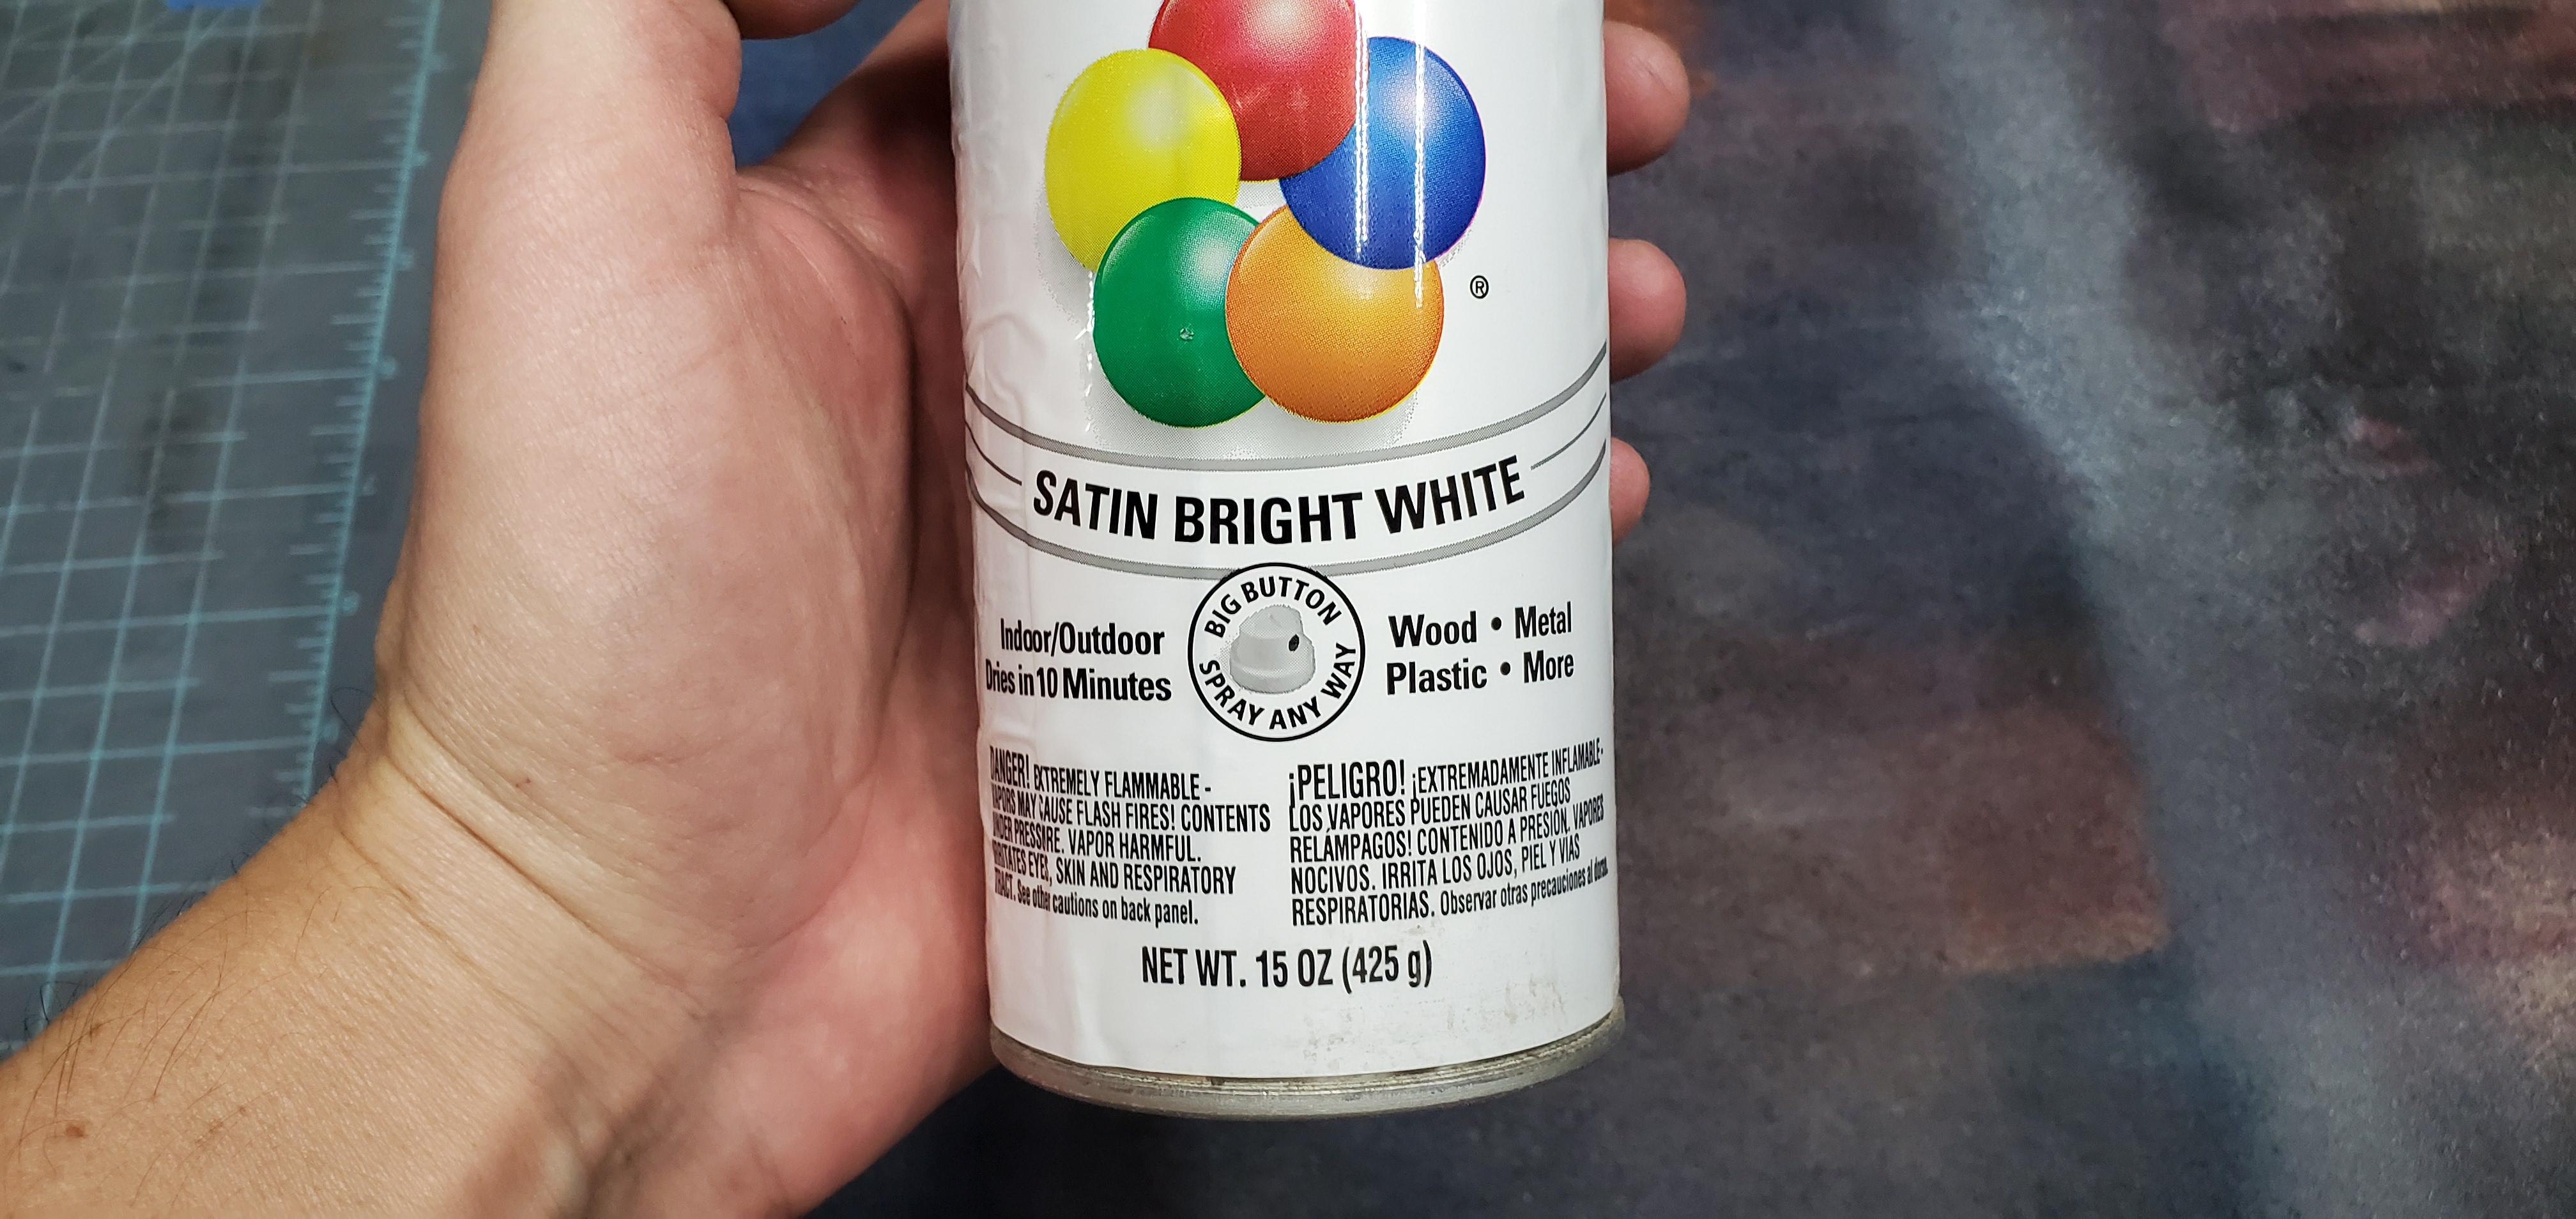 ®
SATIN BRIGHT WHITE
BIG BUTTON
SPRAY ANY WAY
Indoor/Outdoor
Dries in 10 Minutes
Wood • Metal
Plastic • More
DANGER! EXTREMELY FLAMMABLE -
VAPORS MAY CAUSE FLASH FIRES! CONTENTS
UNDER PRESSURE. VAPOR HARMFUL.
IRRITATES EYES, SKIN AND RESPIRATORY
TRACT. See other cautions on back panel.
¡PELIGRO! ¡EXTREMADAMENTE INFLAMABLE-
LOS VAPORES PUEDEN CAUSAR FUEGOS
RELÁMPAGOS! CONTENIDO A PRESIÓN. VAPORES
NOCIVOS. IRRITA LOS OJOS, PIEL Y VIAS
RESPIRATORIAS. Observar otras precauciones al dorso.
NET WT. 15 OZ (425 g)